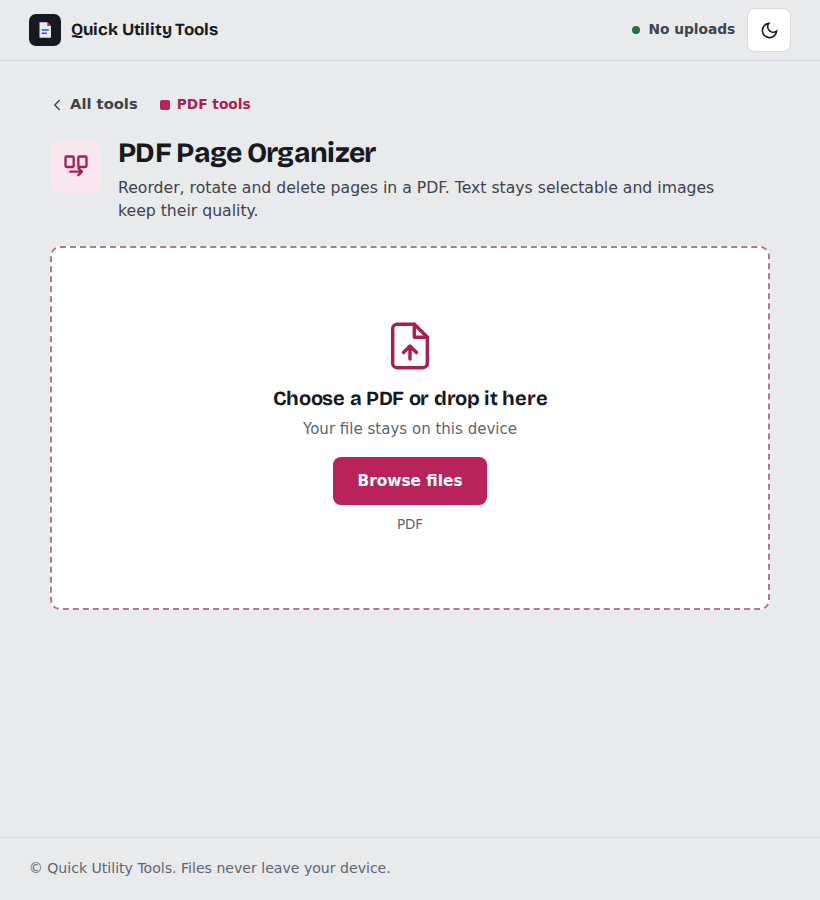 Quick Utility Tools
No uploads
All tools
PDF tools
PDF Page Organizer
Reorder, rotate and delete pages in a PDF. Text stays selectable and images
keep their quality.
Choose a PDF or drop it here
Your file stays on this device
Browse files
PDF
© Quick Utility Tools. Files never leave your device.